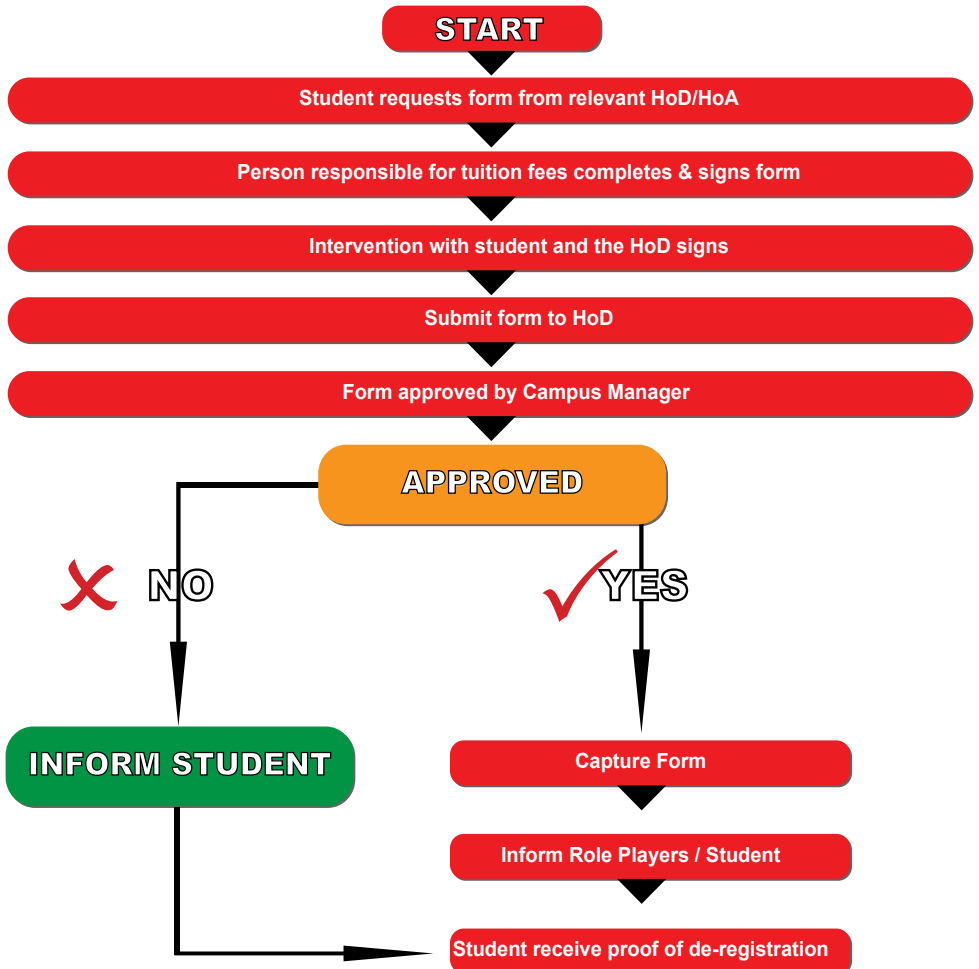 START
Student requests form from relevant HoD/HoA
Person responsible for tuition fees completes & signs form
Intervention with student and the HoD signs
Submit form to HoD
Form approved by Campus Manager
APPROVED
NO
YES
INFORM STUDENT
Capture Form
Inform Role Players / Student
Student receive proof of de-registration